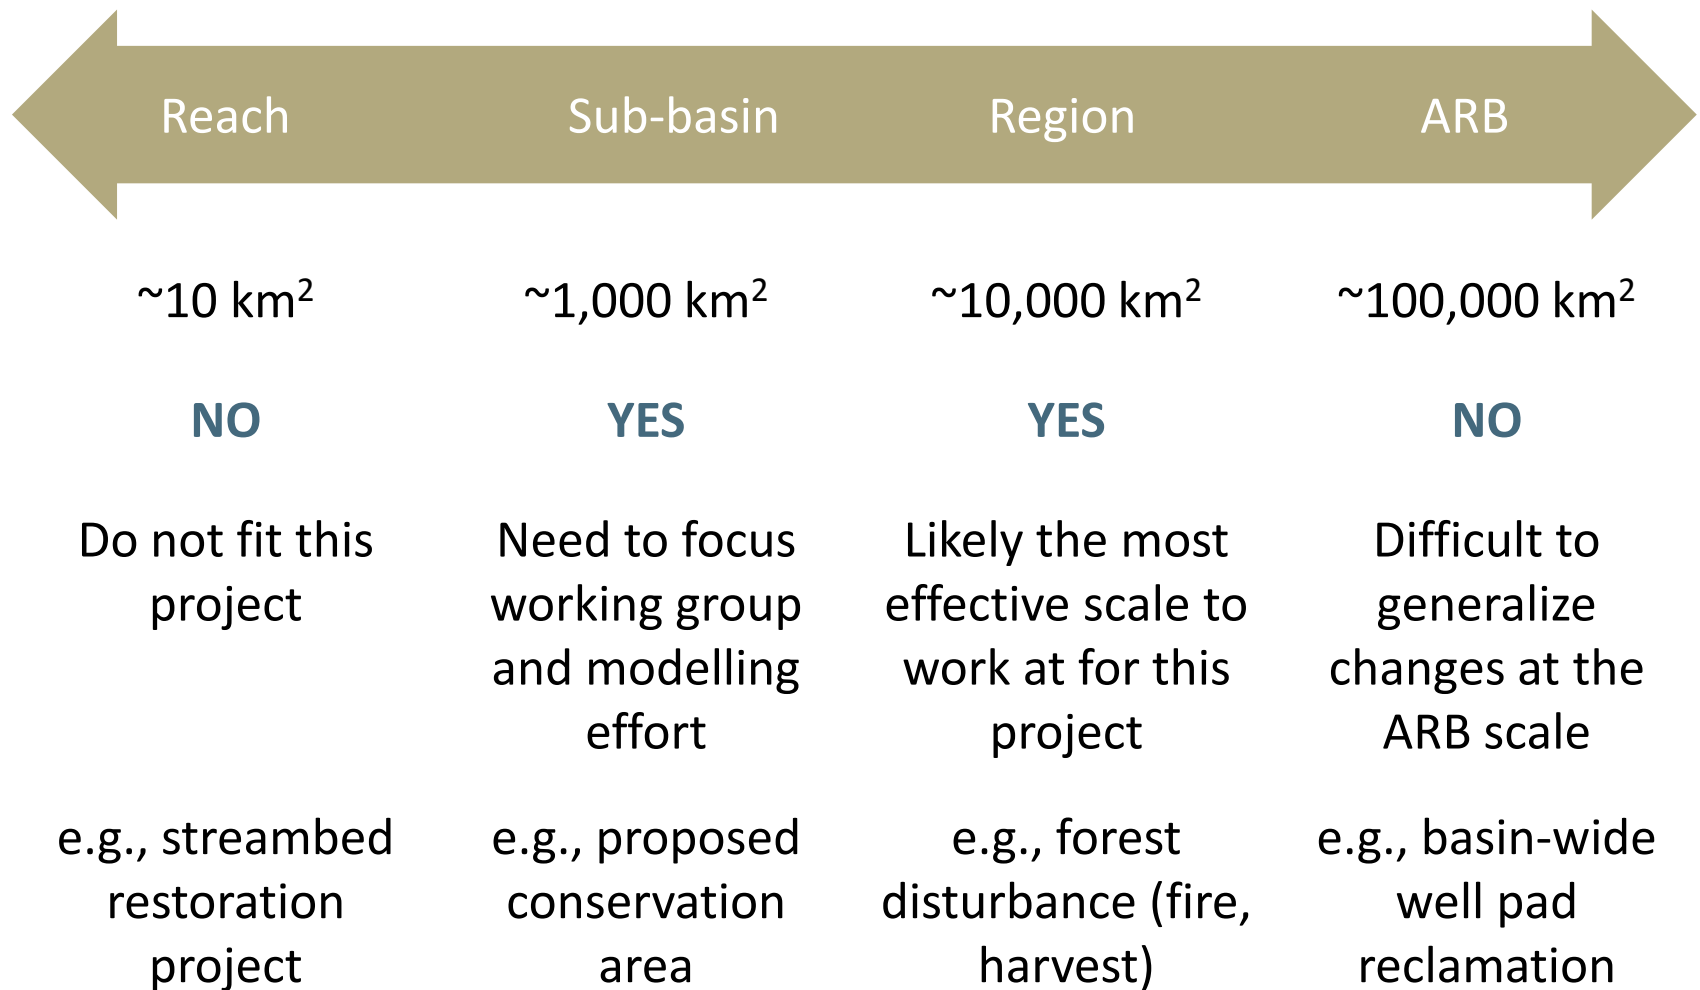 Reach Sub-basin Region ARB
~10 km² ~1,000 km² ~10,000 km² ~100,000 km²
NO YES YES NO
Do not fit this
project
Need to focus
working group
and modelling
effort
Likely the most
effective scale to
work at for this
project
Difficult to
generalize
changes at the
ARB scale
e.g., streambed
restoration
project
e.g., proposed
conservation
area
e.g., forest
disturbance (fire,
harvest)
e.g., basin-wide
well pad
reclamation